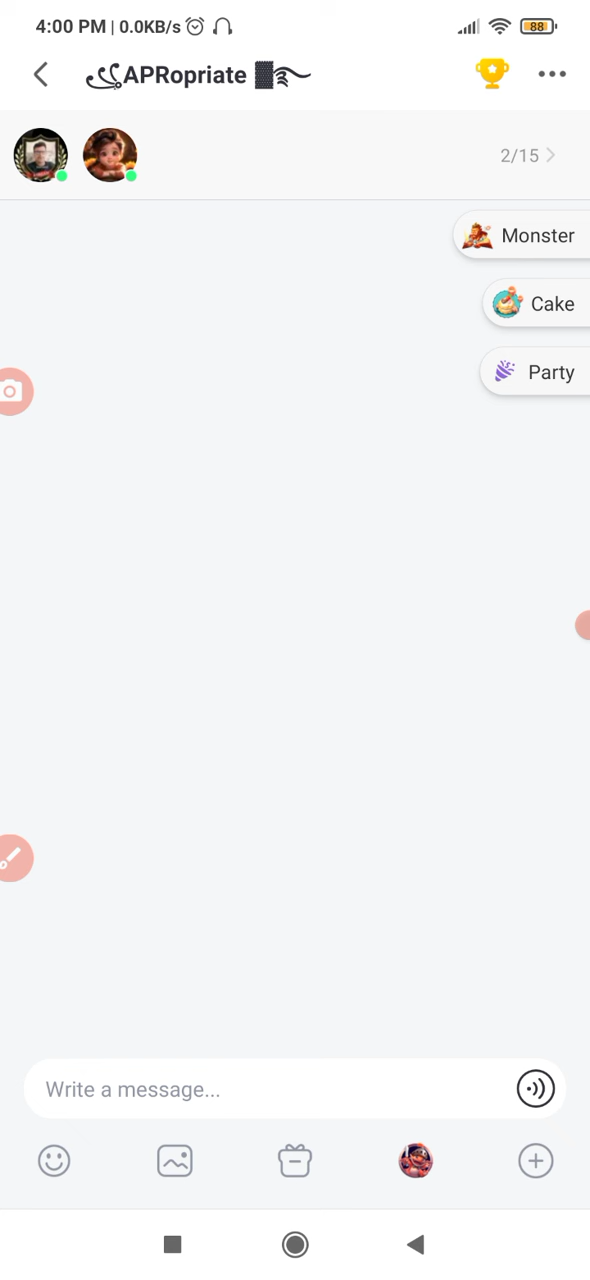 4:00 PM | 0.0KB/s 88
APRopriate
2/15
Monster
Cake
Party
Write a message...